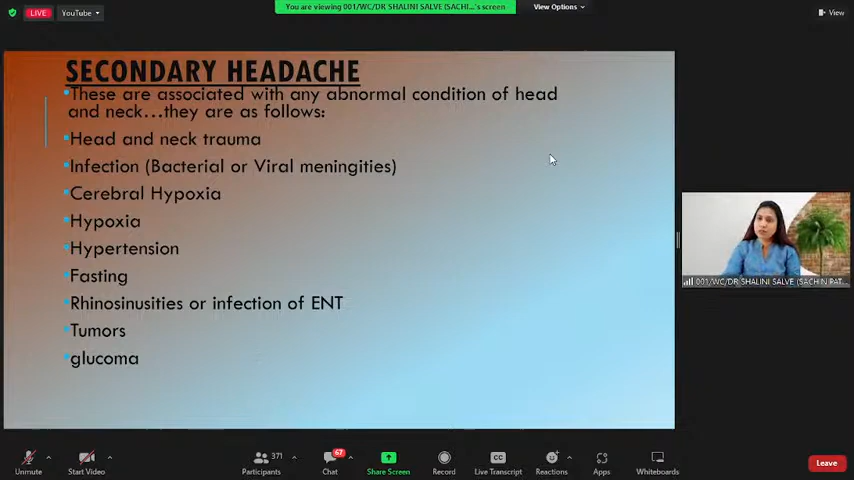 LIVE
YouTube
You are viewing 001/WC/DR SHALINI SALVE (SACHI...'s screen
View Options
View
SECONDARY HEADACHE
These are associated with any abnormal condition of head
and neck...they are as follows:
Head and neck trauma
Infection (Bacterial or Viral meningities)
Cerebral Hypoxia
Hypoxia
Hypertension
Fasting
Rhinosinusities or infection of ENT
Tumors
glucoma
001/WC/DR SHALINI SALVE (SACHIN PAT...
371
67
CC
Unmute
Start Video
Participants
Chat
Share Screen
Record
Live Transcript
Reactions
Apps
Whiteboards
Leave